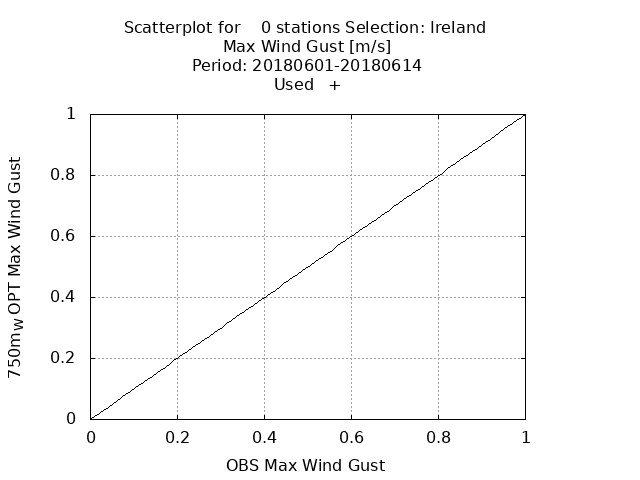 Scatterplot for 0 stations Selection: Ireland
Max Wind Gust [m/s]
Period: 20180601-20180614
Used +
1
0.8
0.6
0.4
0.2
0
750mW OPT Max Wind Gust
0 0.2 0.4 0.6 0.8 1
OBS Max Wind Gust